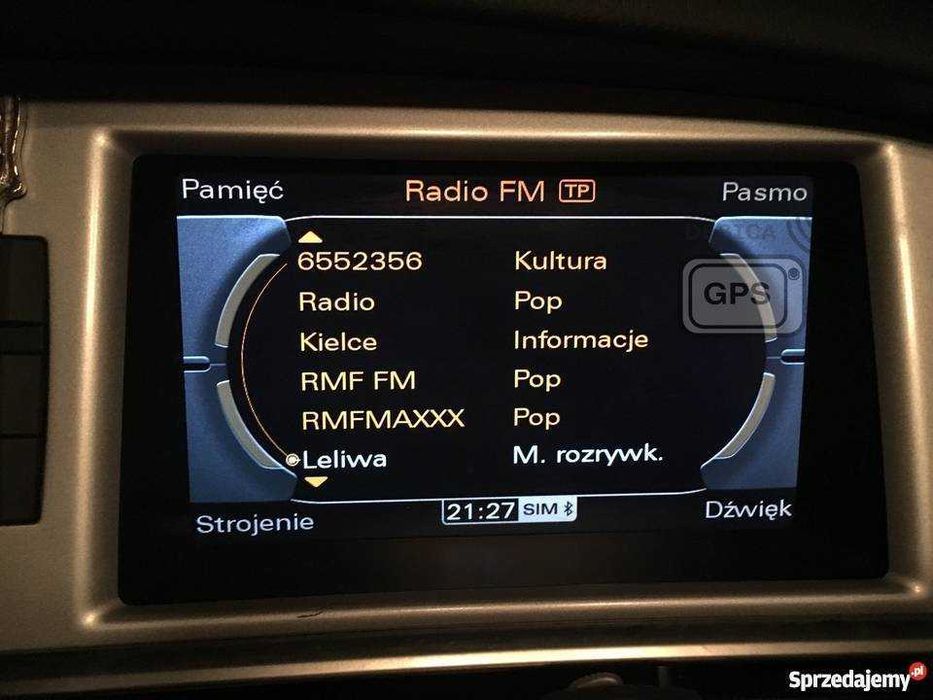 Pamięć Radio FM TP Pasmo
6552356 Kultura
GPS
Radio Pop
Kielce Informacje
RMF FM Pop
RMFMAXXX Pop
Leliwa M. rozrywk.
21:27 SIM
Strojenie Dźwięk
Sprzedajemy.pl